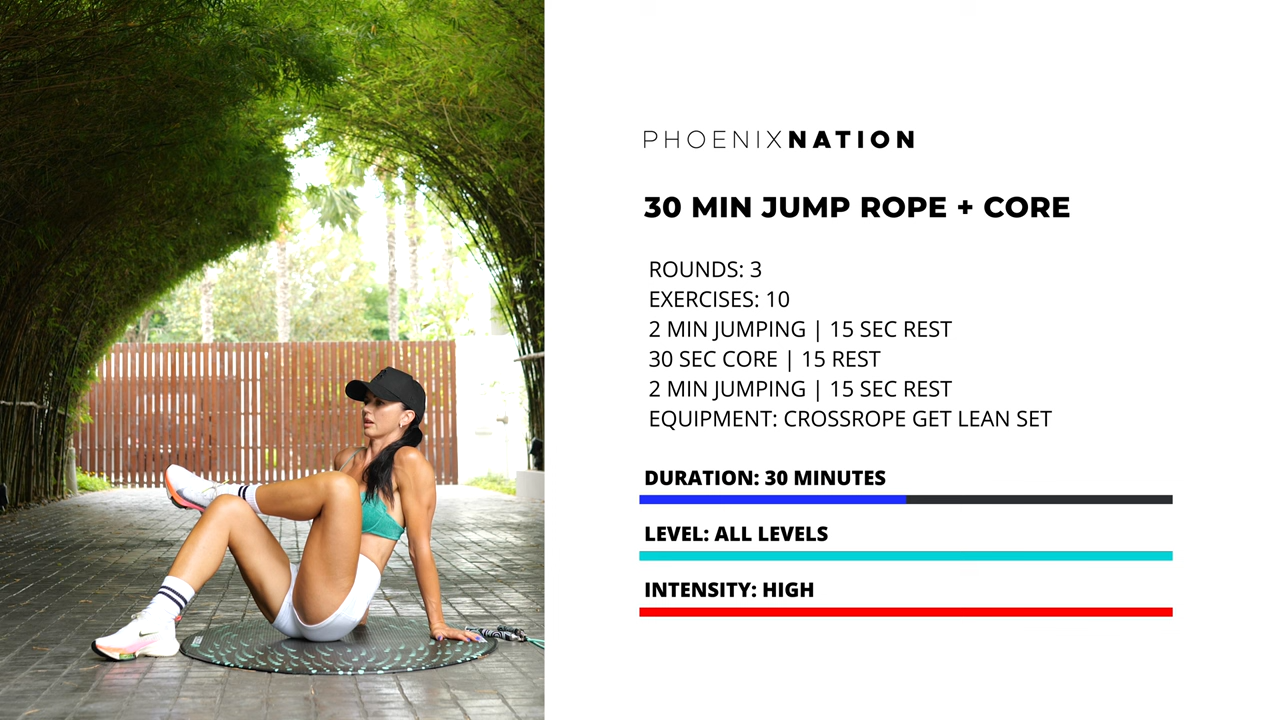 PHOENIXNATION
30 MIN JUMP ROPE + CORE
ROUNDS: 3
EXERCISES: 10
2 MIN JUMPING | 15 SEC REST
30 SEC CORE | 15 REST
2 MIN JUMPING | 15 SEC REST
EQUIPMENT: CROSSROPE GET LEAN SET
DURATION: 30 MINUTES
LEVEL: ALL LEVELS
INTENSITY: HIGH